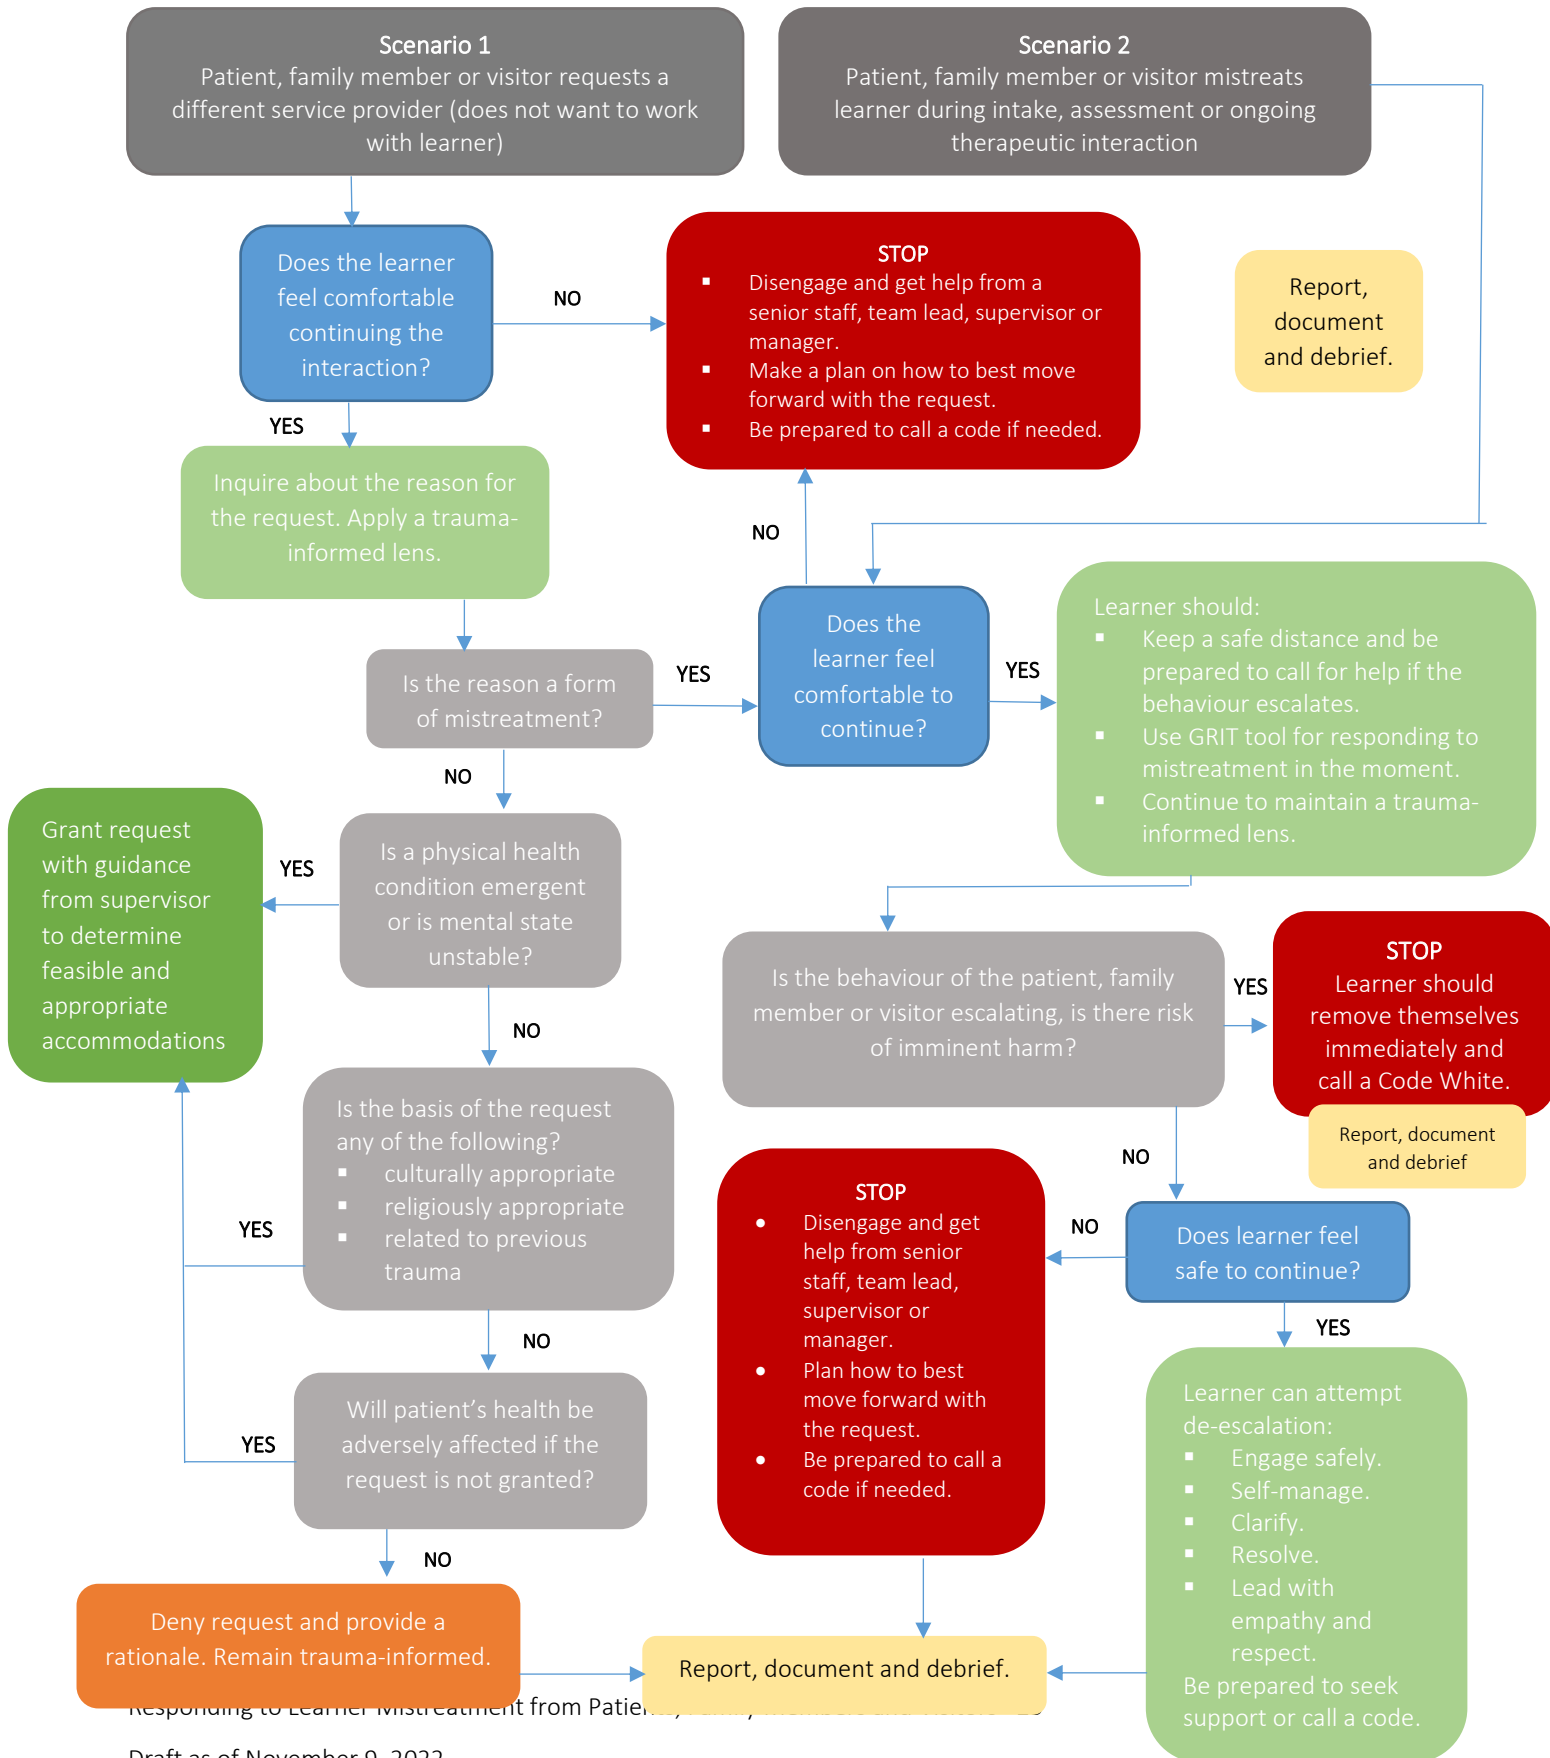 Scenario 1
Patient, family member or visitor requests a
different service provider (does not want to work
with learner)
Scenario 2
Patient, family member or visitor mistreats
learner during intake, assessment or ongoing
therapeutic interaction
Does the learner
feel comfortable
continuing the
interaction?
NO
STOP
▪ Disengage and get help from a
senior staff, team lead, supervisor or
manager.
▪ Make a plan on how to best move
forward with the request.
▪ Be prepared to call a code if needed.
Report,
document
and debrief.
YES
Inquire about the reason for
the request. Apply a trauma-
informed lens.
NO
Is the reason a form
of mistreatment?
YES
Does the
learner feel
comfortable to
continue?
YES
Learner should:
▪ Keep a safe distance and be
prepared to call for help if the
behaviour escalates.
▪ Use GRIT tool for responding to
mistreatment in the moment.
▪ Continue to maintain a trauma-
informed lens.
NO
Grant request
with guidance
from supervisor
to determine
feasible and
appropriate
accommodations
YES
Is a physical health
condition emergent
or is mental state
unstable?
NO
Is the behaviour of the patient, family
member or visitor escalating, is there risk
of imminent harm?
YES
STOP
Learner should
remove themselves
immediately and
call a Code White.
Report, document
and debrief
Is the basis of the request
any of the following?
▪ culturally appropriate
▪ religiously appropriate
▪ related to previous
trauma
YES
NO
NO
STOP
• Disengage and get
help from senior
staff, team lead,
supervisor or
manager.
• Plan how to best
move forward with
the request.
• Be prepared to call a
code if needed.
NO
Does learner feel
safe to continue?
YES
Will patient's health be
adversely affected if the
request is not granted?
YES
NO
Learner can attempt
de-escalation:
▪ Engage safely.
▪ Self-manage.
▪ Clarify.
▪ Resolve.
▪ Lead with
empathy and
respect.
Be prepared to seek
support or call a code.
Deny request and provide a
rationale. Remain trauma-informed.
Report, document and debrief.
Responding to Learner Mistreatment from Patients,
Draft as of November 9, 2022